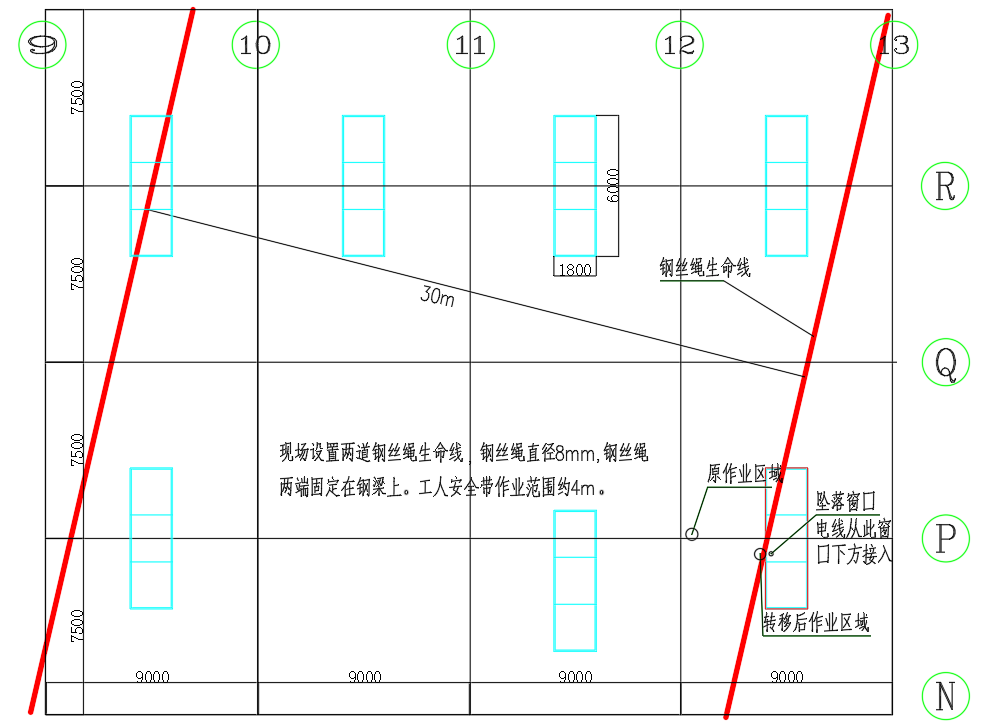 9
10
11
12
13
7500
R
6000
7500
1800
钢丝绳生命线
30m
Q
7500
现场设置两道钢丝绳生命线，钢丝绳直径8mm,钢丝绳
两端固定在钢梁上。工人安全带作业范围约4m。
原作业区域
坠落窗口
电线从此窗
口下方接入
P
7500
转移后作业区域
9000
9000
9000
9000
N